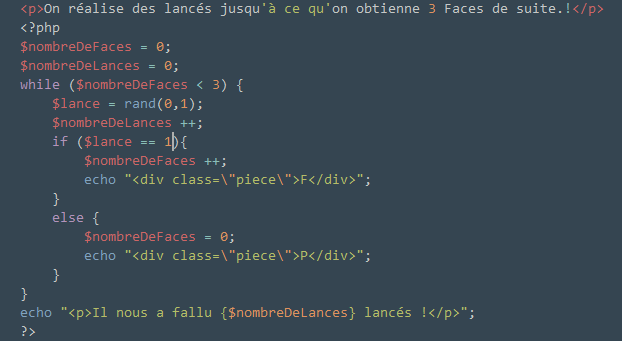 <p>On réalise des lancés jusqu'à ce qu'on obtienne 3 Faces de suite.!</p>
<?php
$nombreDeFaces = 0;
$nombreDeLances = 0;
while ($nombreDeFaces < 3) {
    $lance = rand(0,1);
    $nombreDeLances ++;
    if ($lance == 1){
        $nombreDeFaces ++;
        echo "<div class=\"piece\">F</div>";
    }
    else {
        $nombreDeFaces = 0;
        echo "<div class=\"piece\">P</div>";
    }
}
echo "<p>Il nous a fallu {$nombreDeLances} lancés !</p>";
?>